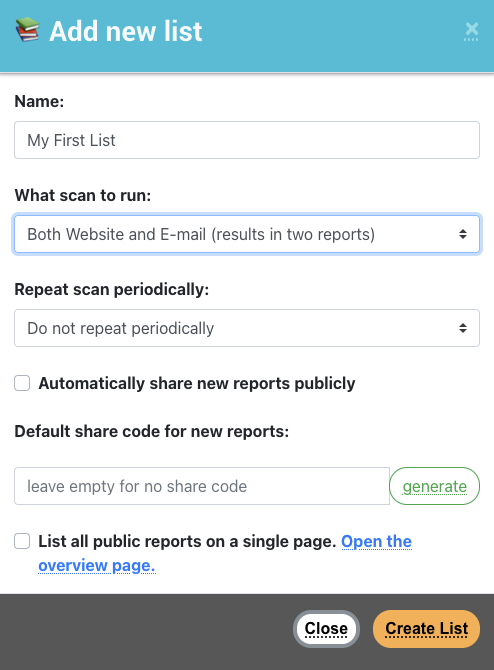 Add new list
×
Name:
My First List
What scan to run:
Both Website and E-mail (results in two reports)
Repeat scan periodically:
Do not repeat periodically
Automatically share new reports publicly
Default share code for new reports:
leave empty for no share code
generate
List all public reports on a single page. Open the
overview page.
Close
Create List